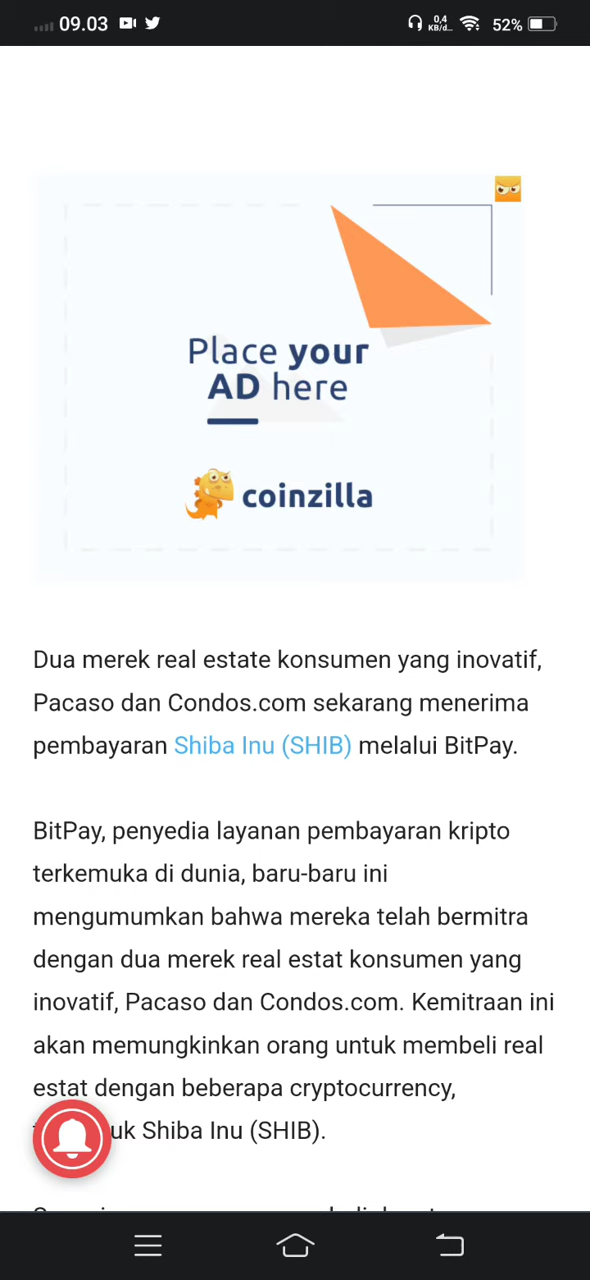 09.03
0,4
KB/d...
52%
Place your
AD here
coinzilla
Dua merek real estate konsumen yang inovatif,
Pacaso dan Condos.com sekarang menerima
pembayaran Shiba Inu (SHIB) melalui BitPay.
BitPay, penyedia layanan pembayaran kripto
terkemuka di dunia, baru-baru ini
mengumumkan bahwa mereka telah bermitra
dengan dua merek real estat konsumen yang
inovatif, Pacaso dan Condos.com. Kemitraan ini
akan memungkinkan orang untuk membeli real
estat dengan beberapa cryptocurrency,
uk Shiba Inu (SHIB).